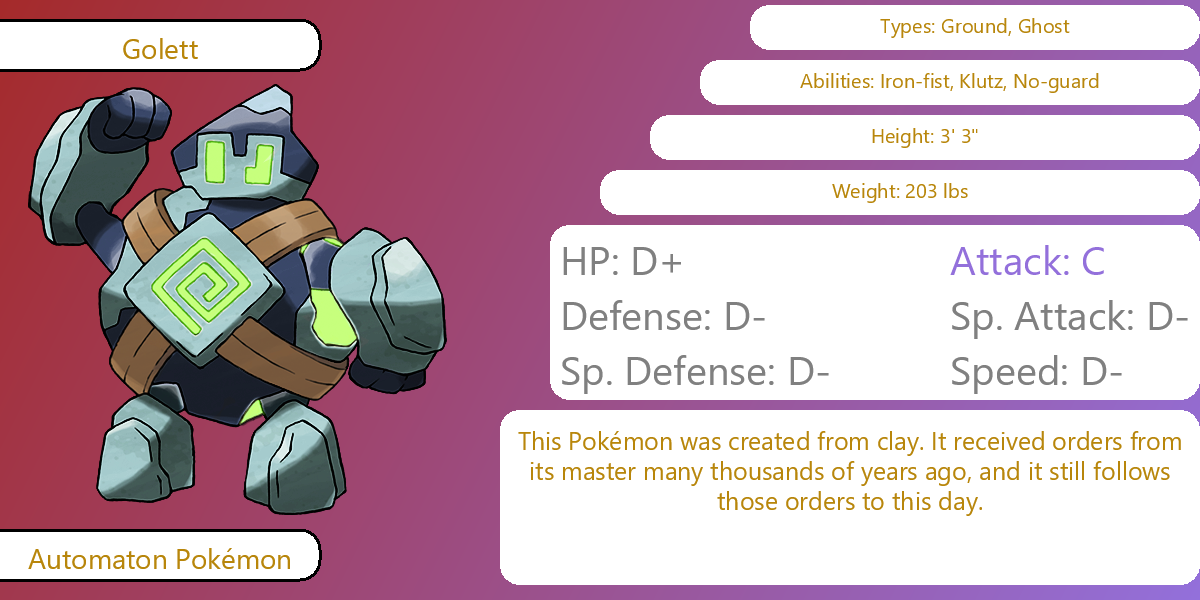 Golett
Types: Ground, Ghost
Abilities: Iron-fist, Klutz, No-guard
Height: 3' 3"
Weight: 203 lbs
HP: D+
Attack: C
Defense: D-
Sp. Attack: D-
Sp. Defense: D-
Speed: D-
This Pokémon was created from clay. It received orders from
its master many thousands of years ago, and it still follows
those orders to this day.
Automaton Pokémon